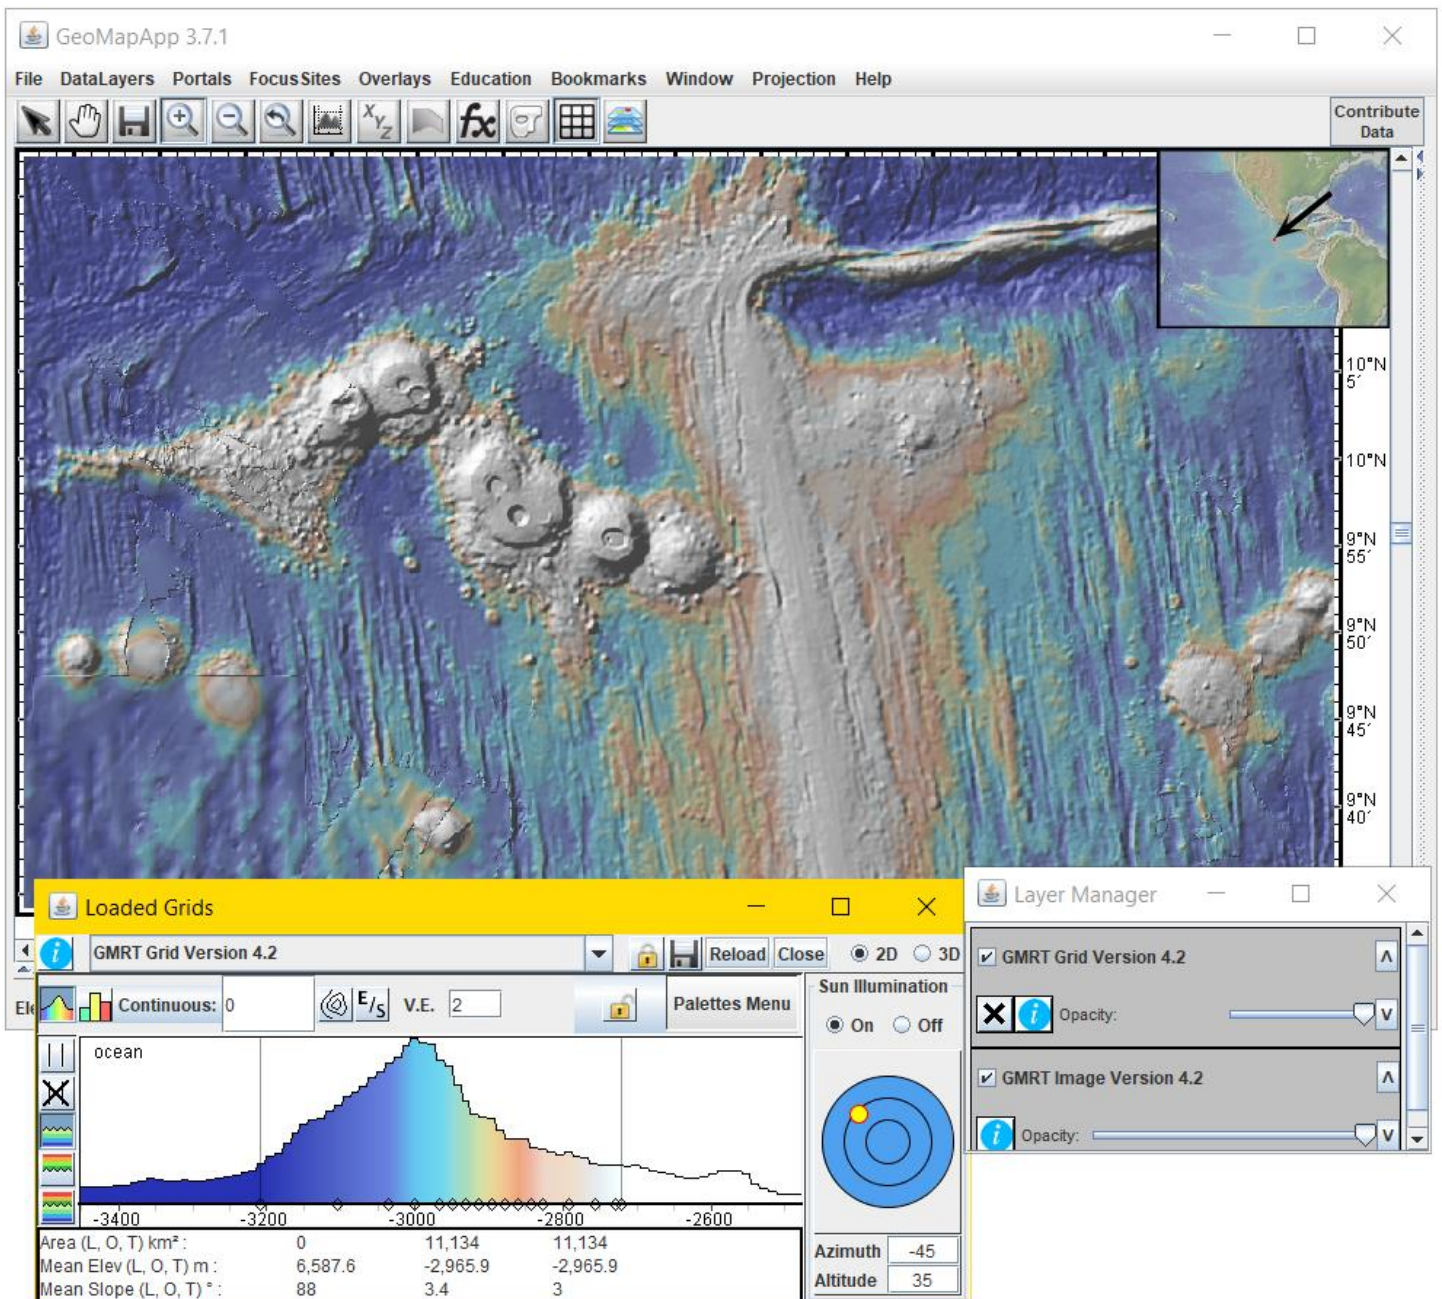 GeoMapApp 3.7.1
File DataLayers Portals FocusSites Overlays Education Bookmarks Window Projection Help
X Y Z
fx
Contribute
Data
10°N
5´
10°N
9°N
55´
9°N
50´
9°N
45´
9°N
40´
Loaded Grids
Layer Manager
GMRT Grid Version 4.2
Reload Close 2D 3D
GMRT Grid Version 4.2
Opacity:
GMRT Image Version 4.2
Opacity:
Continuous: 0 E/S V.E. 2 Palettes Menu
Sun Illumination
On Off
ocean
-3400 -3200 -3000 -2800 -2600
Area (L, O, T) km² : 0 11,134 11,134
Mean Elev (L, O, T) m : 6,587.6 -2,965.9 -2,965.9
Mean Slope (L, O, T) ° : 88 3.4 3
Azimuth -45
Altitude 35